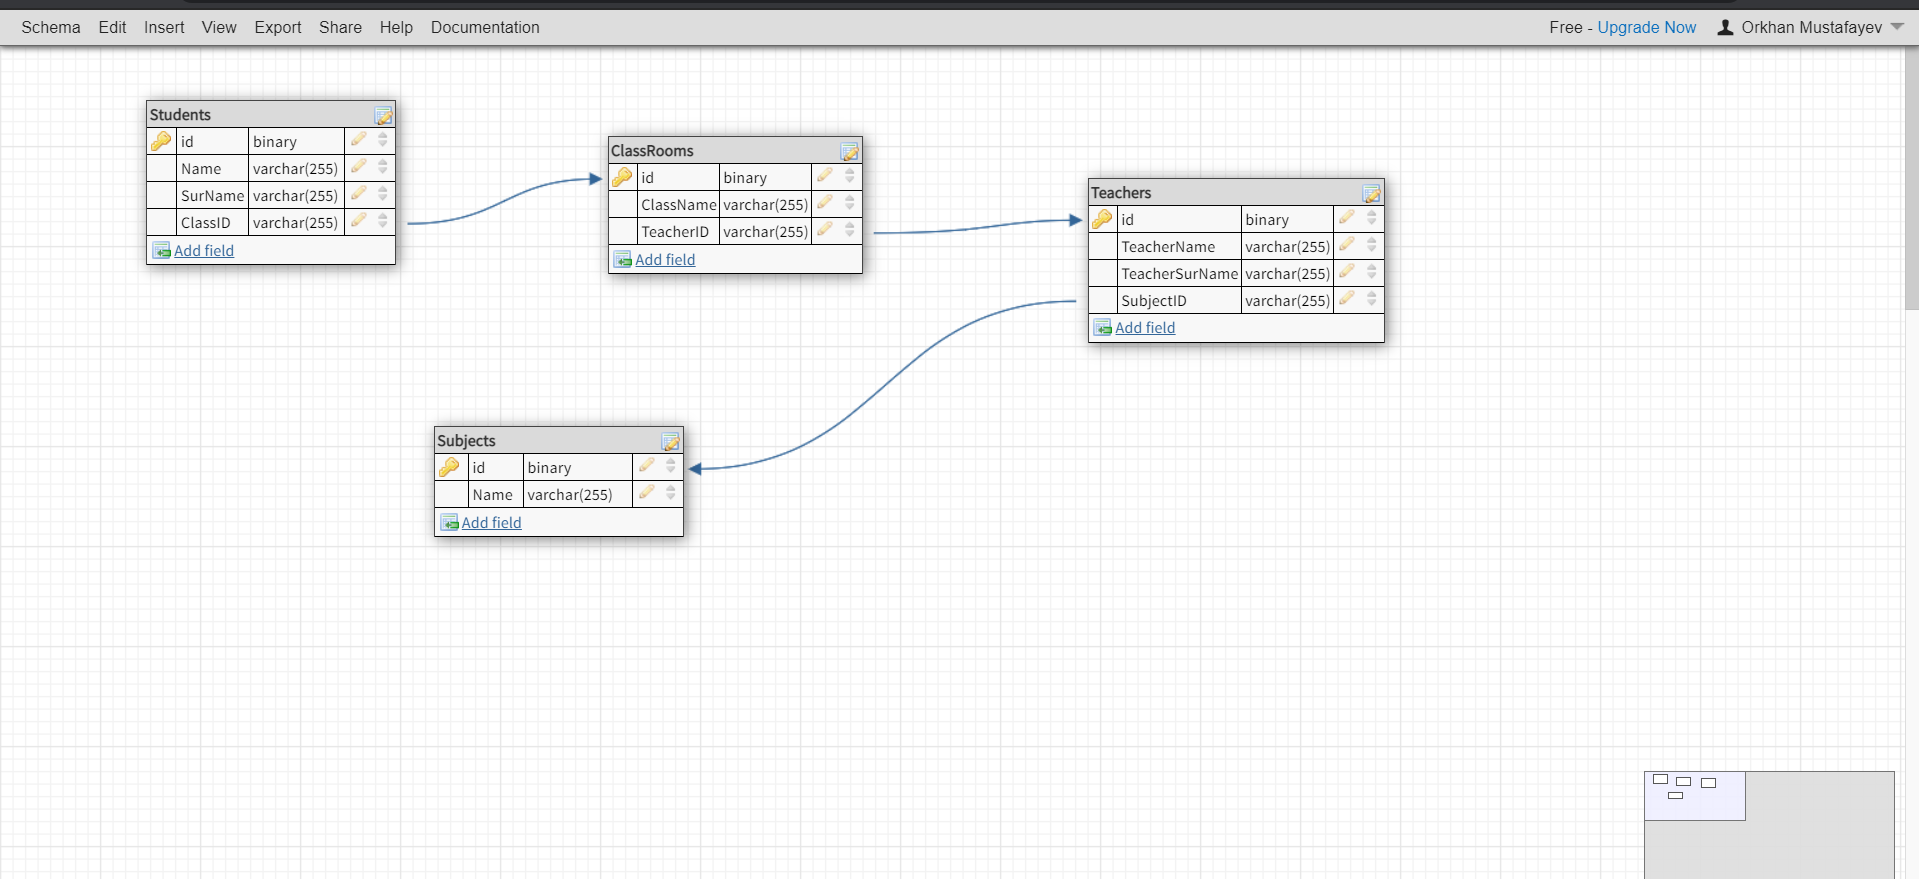 Schema Edit Insert View Export Share Help Documentation Free - Upgrade Now Orkhan Mustafayev
Students
id binary
Name varchar(255)
SurName varchar(255)
ClassID varchar(255)
Add field
ClassRooms
id binary
ClassName varchar(255)
TeacherID varchar(255)
Add field
Teachers
id binary
TeacherName varchar(255)
TeacherSurName varchar(255)
SubjectID varchar(255)
Add field
Subjects
id binary
Name varchar(255)
Add field